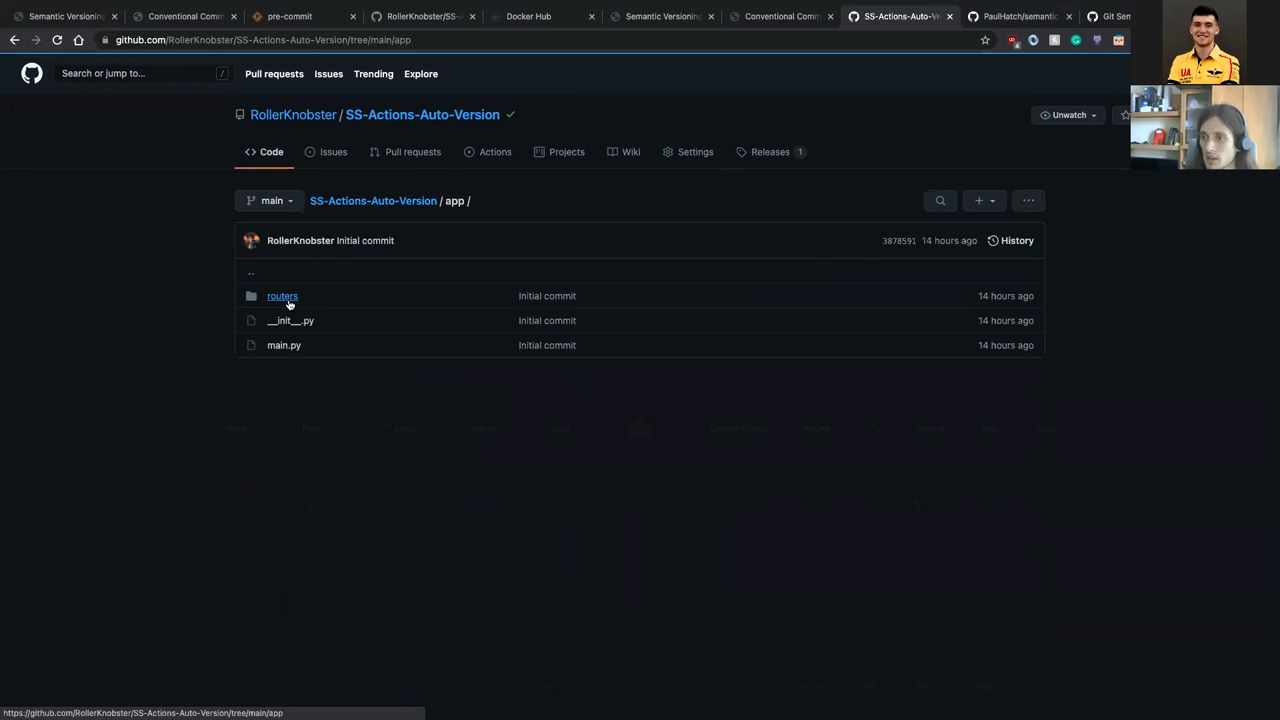 Semantic Versioning
Conventional Comm
pre-commit
RollerKnobster/SS-
Docker Hub
Semantic Versioning
Conventional Comm
SS-Actions-Auto-Vers
PaulHatch/semantic
Git Sem
github.com/RollerKnobster/SS-Actions-Auto-Version/tree/main/app
Search or jump to... /
Pull requests Issues Trending Explore
RollerKnobster / SS-Actions-Auto-Version
Unwatch
Code Issues Pull requests Actions Projects Wiki Settings Releases 1
main SS-Actions-Auto-Version / app /
RollerKnobster Initial commit 3878591 14 hours ago History
..
routers Initial commit 14 hours ago
__init__.py Initial commit 14 hours ago
main.py Initial commit 14 hours ago
Contact GitHub Pricing
https://github.com/RollerKnobster/SS-Actions-Auto-Version/tree/main/app
UA